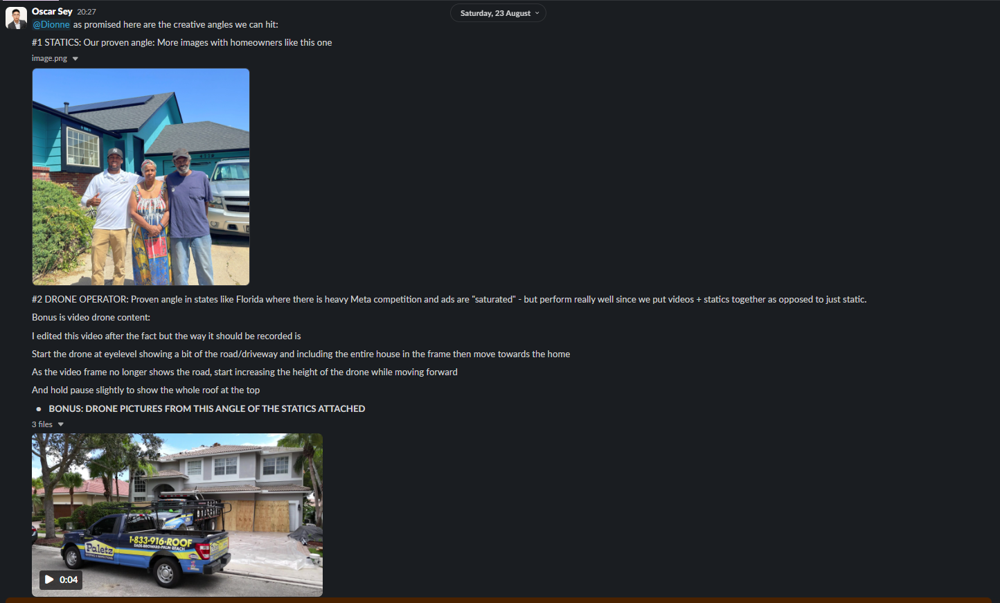 Oscar Sey 20:27
Saturday, 23 August
@Dionne as promised here are the creative angles we can hit:
#1 STATICS: Our proven angle: More images with homeowners like this one
image.png
#2 DRONE OPERATOR: Proven angle in states like Florida where there is heavy Meta competition and ads are "saturated" - but perform really well since we put videos + statics together as opposed to just static.
Bonus is video drone content:
I edited this video after the fact but the way it should be recorded is
Start the drone at eyelevel showing a bit of the road/driveway and including the entire house in the frame then move towards the home
As the video frame no longer shows the road, start increasing the height of the drone while moving forward
And hold pause slightly to show the whole roof at the top
BONUS: DRONE PICTURES FROM THIS ANGLE OF THE STATICS ATTACHED
3 files
1-833-916-ROOF
DADE-BROWARD-PALM BEACH
Paletz
0:04